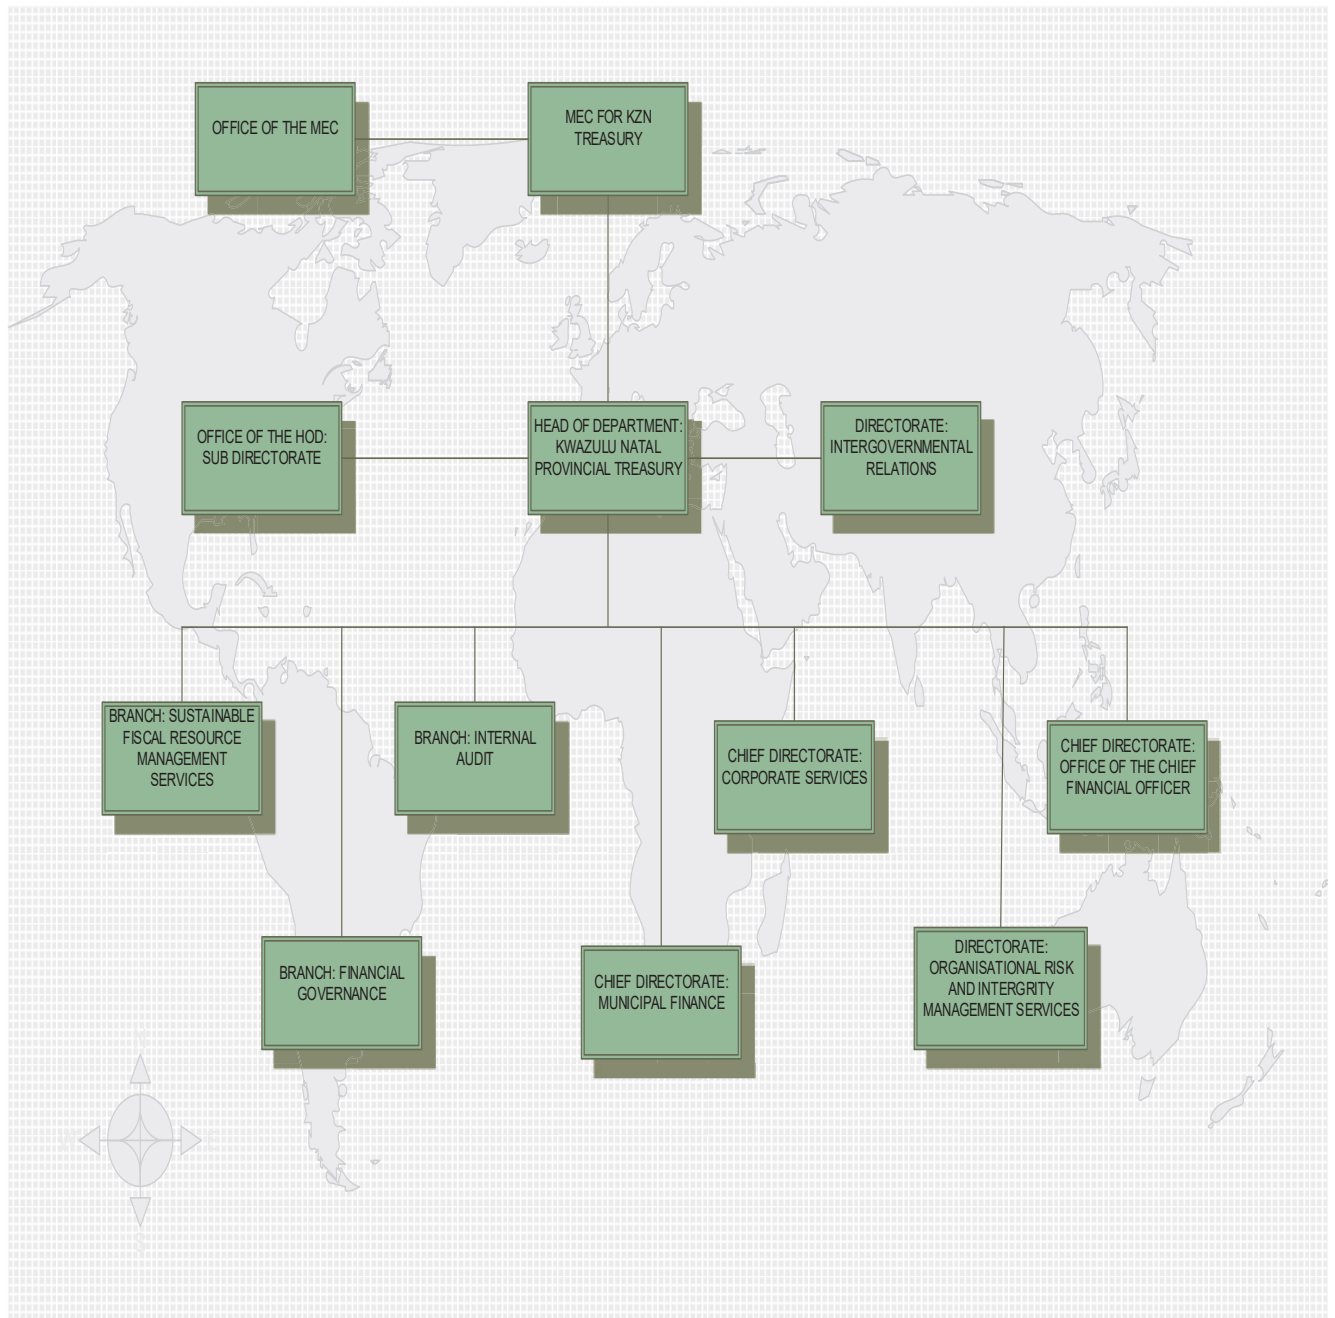 OFFICE OF THE MEC
MEC FOR KZN
TREASURY
OFFICE OF THE HOD:
SUB DIRECTORATE
HEAD OF DEPARTMENT:
KWAZULU NATAL
PROVINCIAL TREASURY
DIRECTORATE:
INTERGOVERNMENTAL
RELATIONS
BRANCH: SUSTAINABLE
FISCAL RESOURCE
MANAGEMENT
SERVICES
BRANCH: INTERNAL
AUDIT
CHIEF DIRECTORATE:
CORPORATE SERVICES
CHIEF DIRECTORATE:
OFFICE OF THE CHIEF
FINANCIAL OFFICER
BRANCH: FINANCIAL
GOVERNANCE
CHIEF DIRECTORATE:
MUNICIPAL FINANCE
DIRECTORATE:
ORGANISATIONAL RISK
AND INTERGRITY
MANAGEMENT SERVICES
N
S